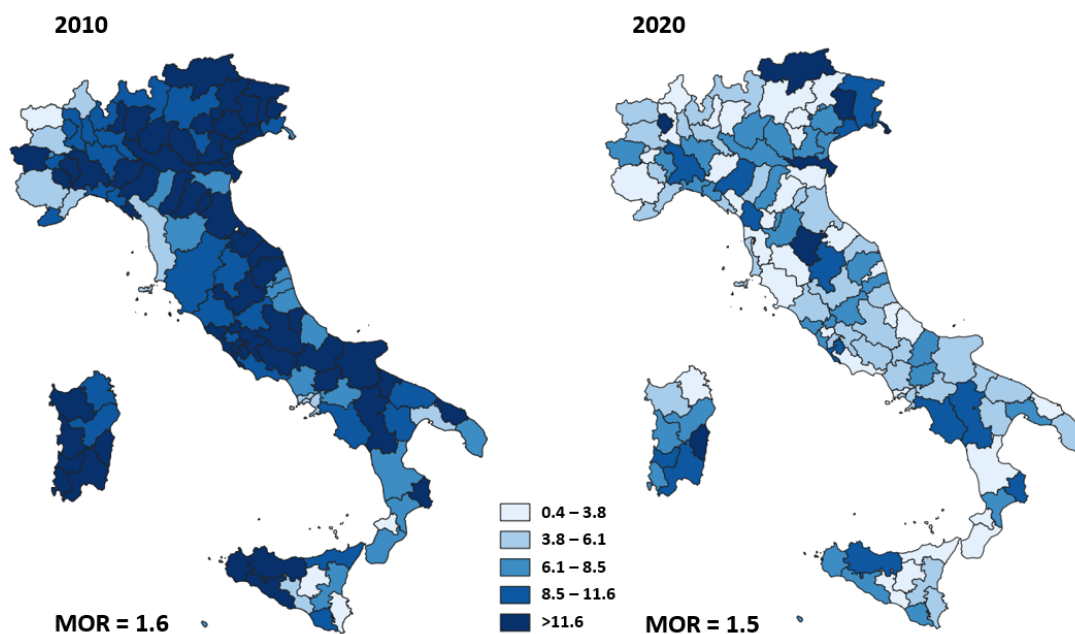 2010
2020
0.4 – 3.8
3.8 – 6.1
6.1 – 8.5
8.5 – 11.6
>11.6
MOR = 1.6
MOR = 1.5